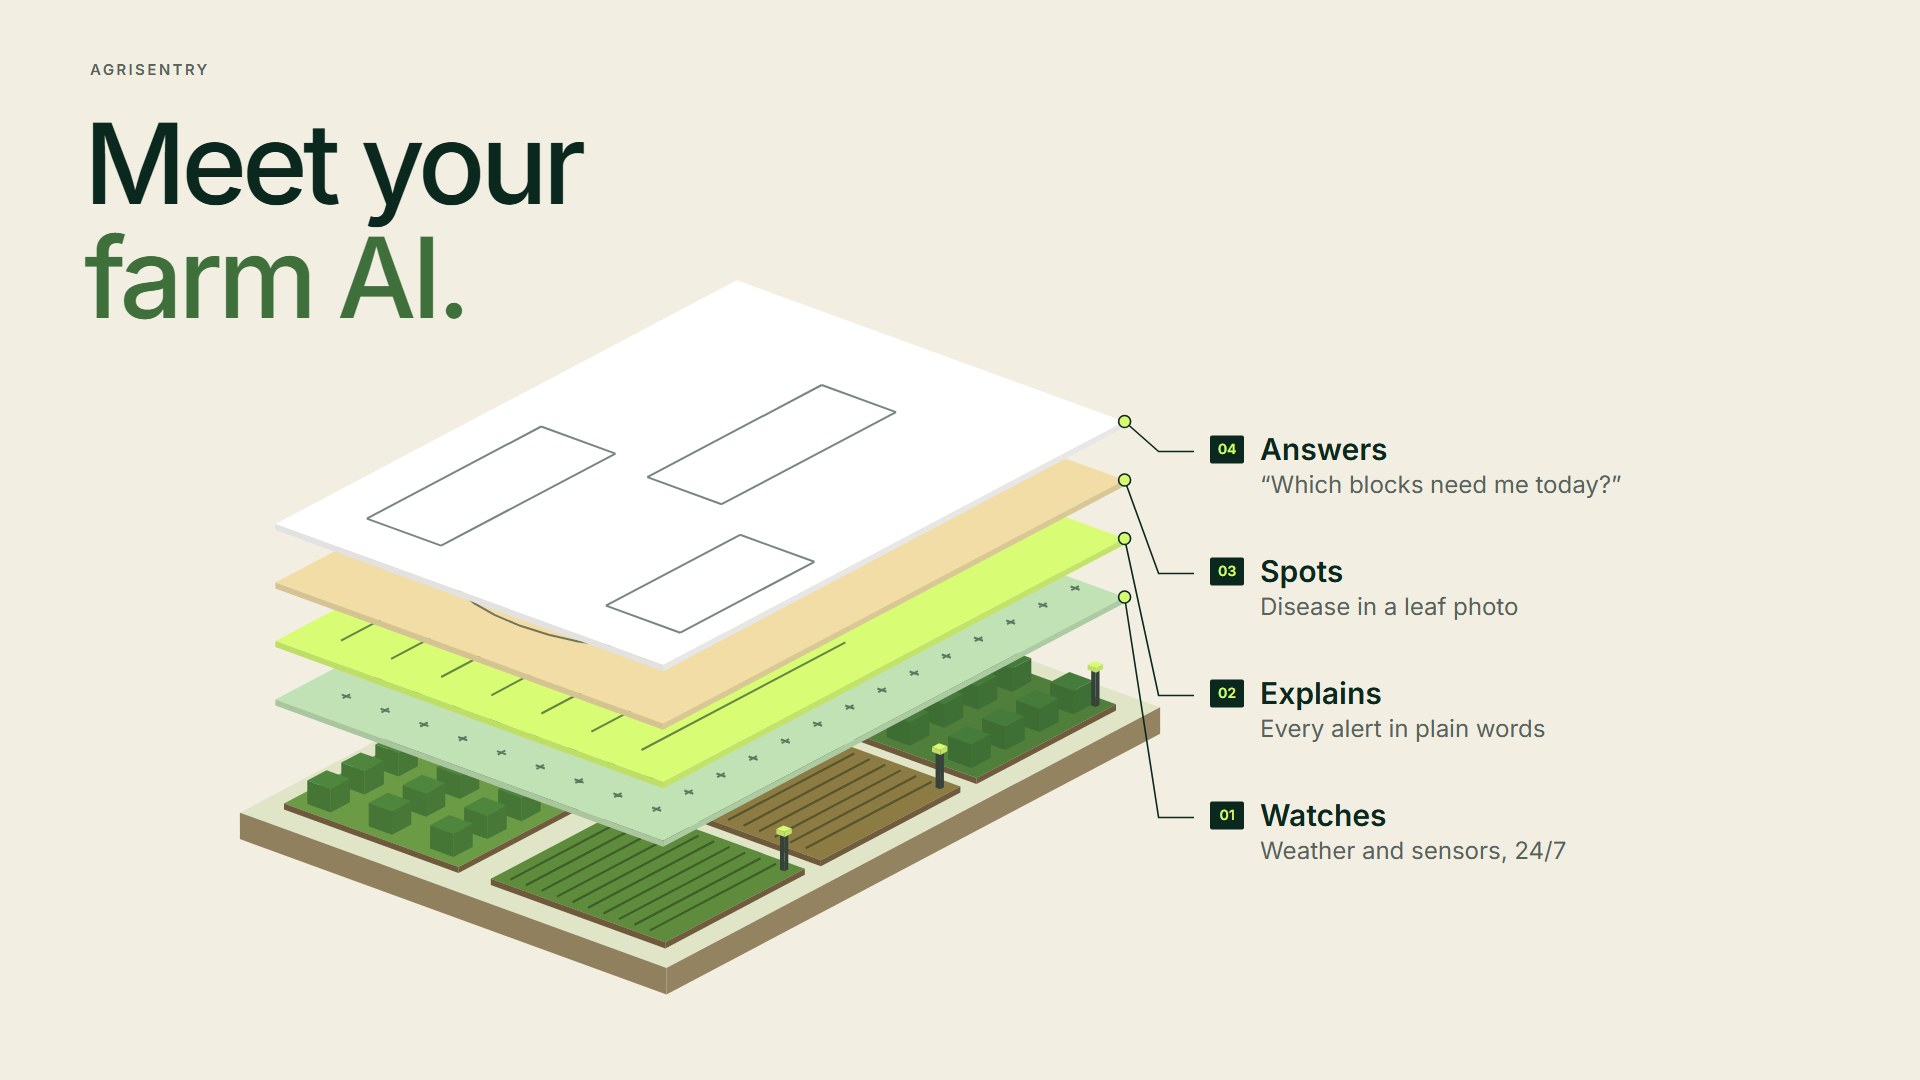 AGRISENTRY
Meet your
farm AI.
04 Answers
“Which blocks need me today?”
03 Spots
Disease in a leaf photo
02 Explains
Every alert in plain words
01 Watches
Weather and sensors, 24/7